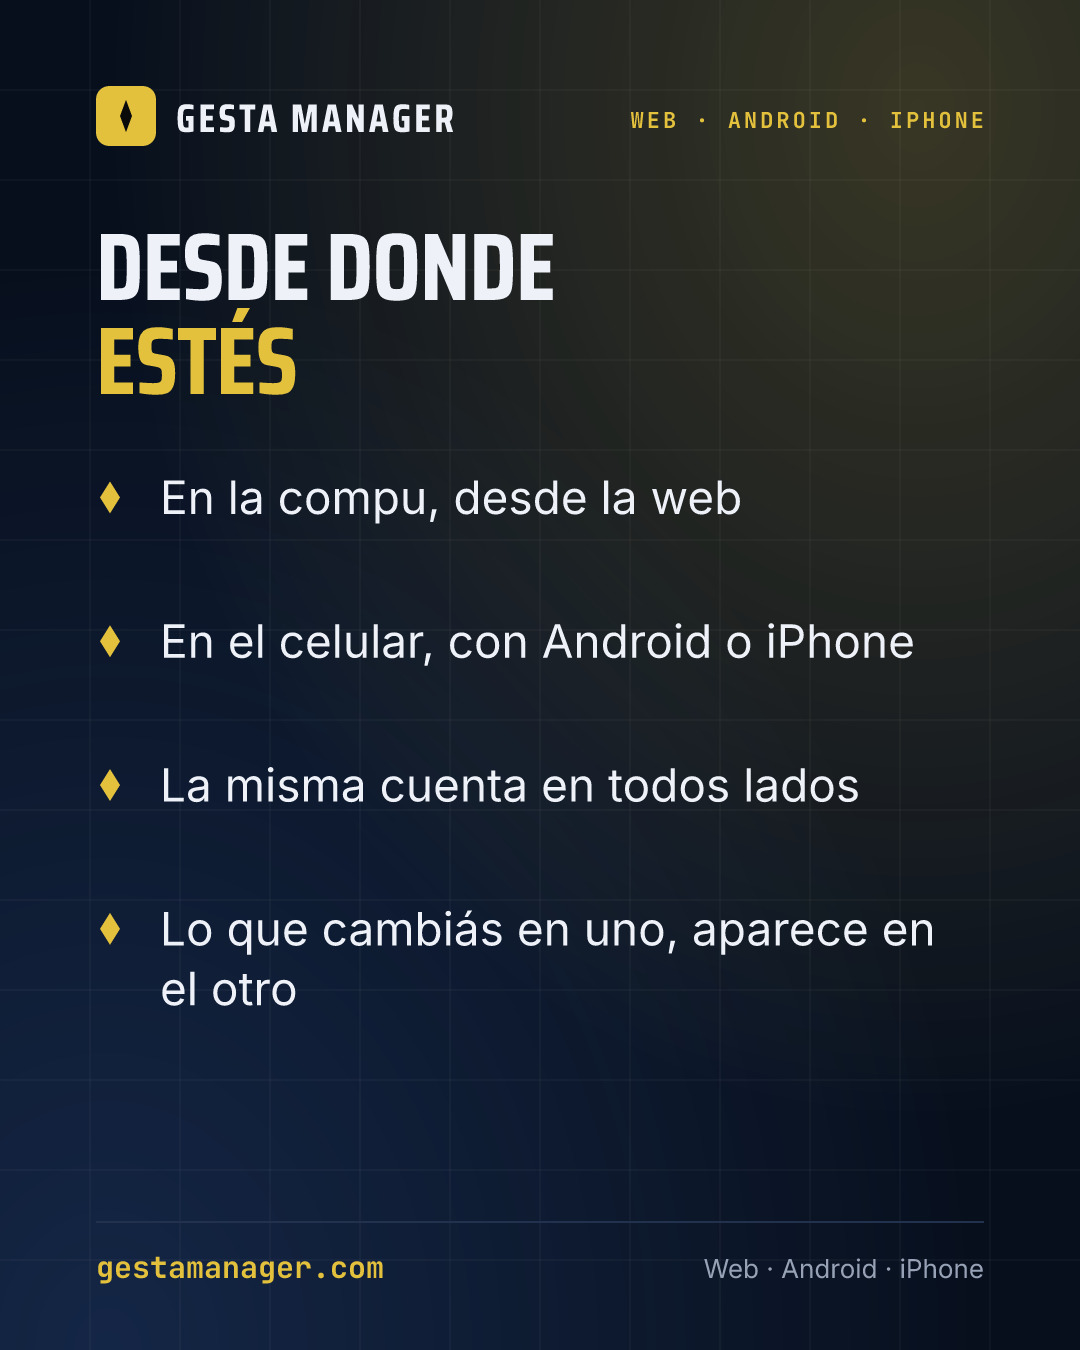 GESTA MANAGER
WEB · ANDROID · IPHONE
DESDE DONDE
ESTÉS
En la compu, desde la web
En el celular, con Android o iPhone
La misma cuenta en todos lados
Lo que cambiás en uno, aparece en
el otro
gestamanager.com
Web · Android · iPhone